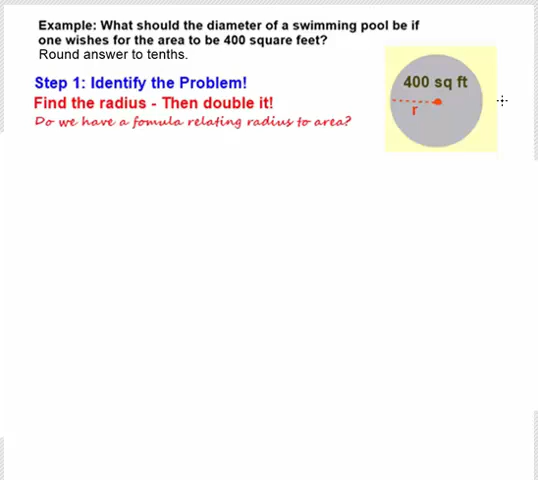 Example: What should the diameter of a swimming pool be if
one wishes for the area to be 400 square feet?
Round answer to tenths.
Step 1: Identify the Problem!
Find the radius - Then double it!
Do we have a fomula relating radius to area?
400 sq ft
r